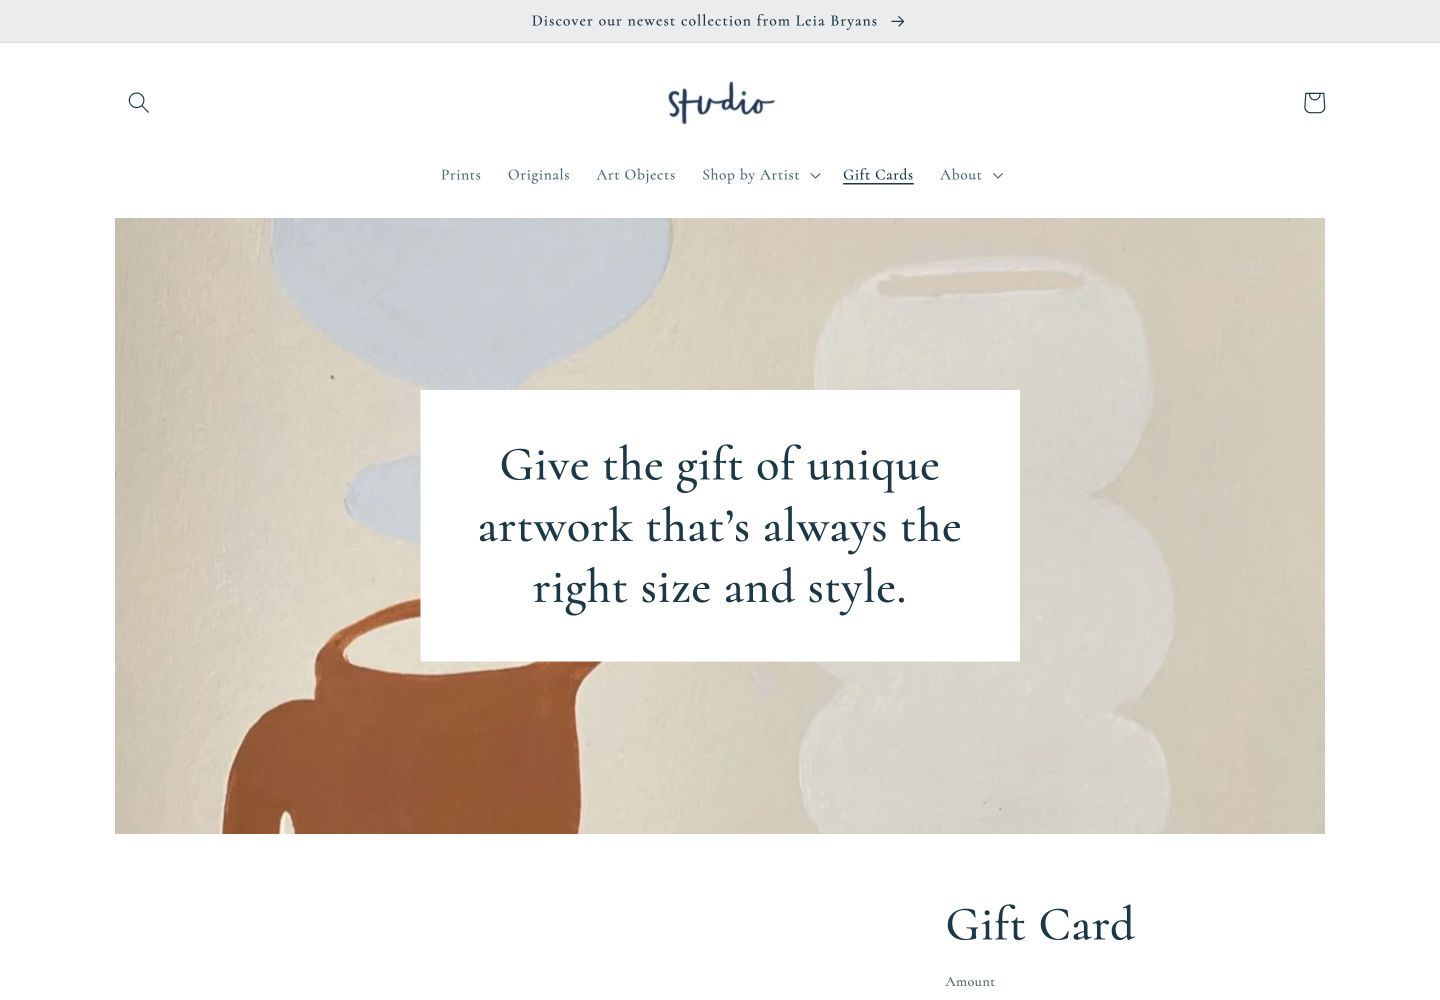 Discover our newest collection from Leia Bryans
studio
Prints Originals Art Objects Shop by Artist Gift Cards About
Give the gift of unique
artwork that’s always the
right size and style.
Gift Card
Amount